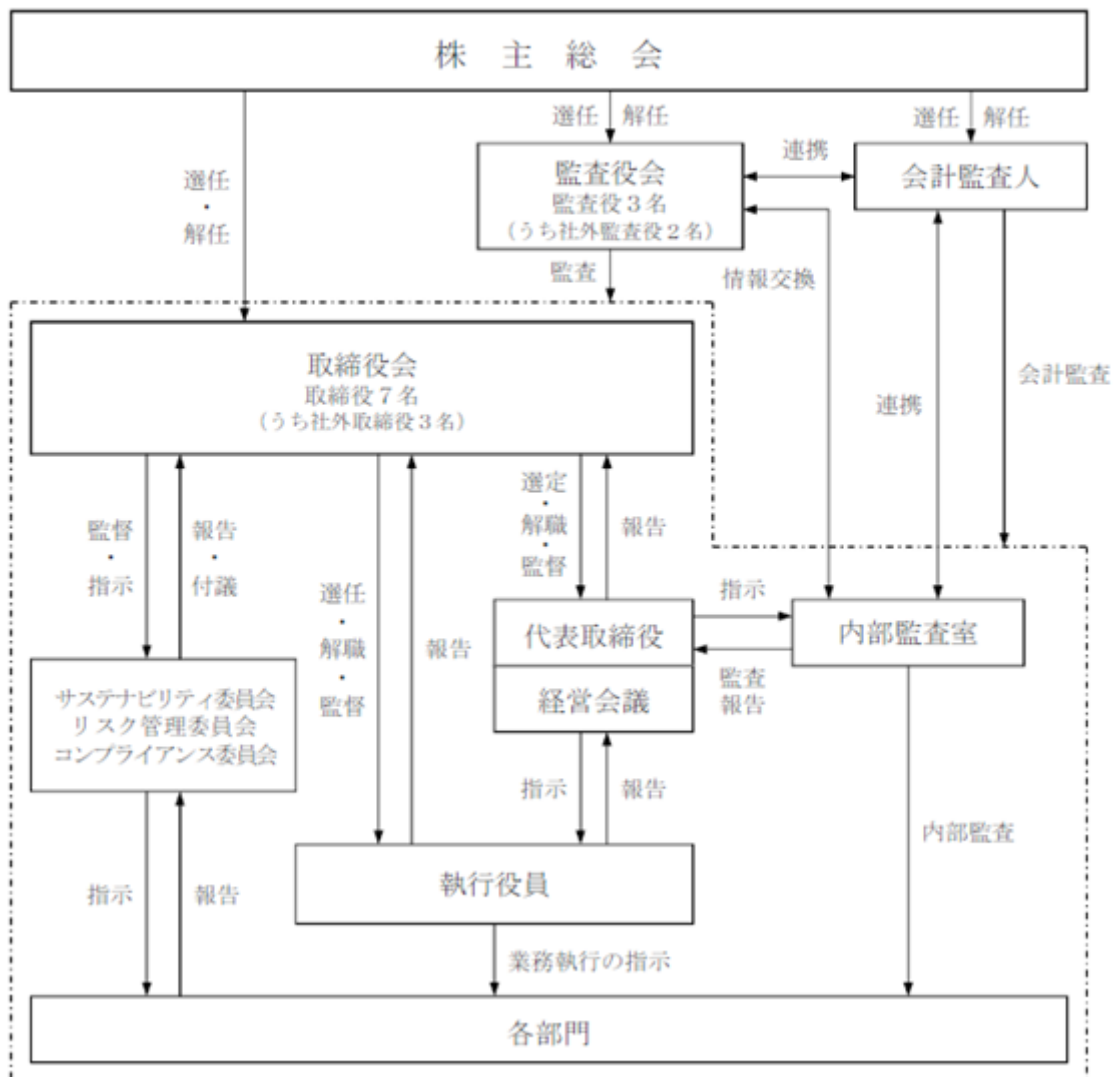 株主総会
選任 解任
選任 解任
選任・解任
監査役会
監査役3名
(うち社外監査役2名)
連携
会計監査人
監査
情報交換
連携
会計監査
取締役会
取締役7名
(うち社外取締役3名)
監督・指示
報告・付議
選任・解職・監督
報告
選定・解職・監督
報告
代表取締役
経営会議
指示
監査報告
内部監査室
サステナビリティ委員会
リスク管理委員会
コンプライアンス委員会
指示
報告
内部監査
執行役員
指示
報告
業務執行の指示
各部門